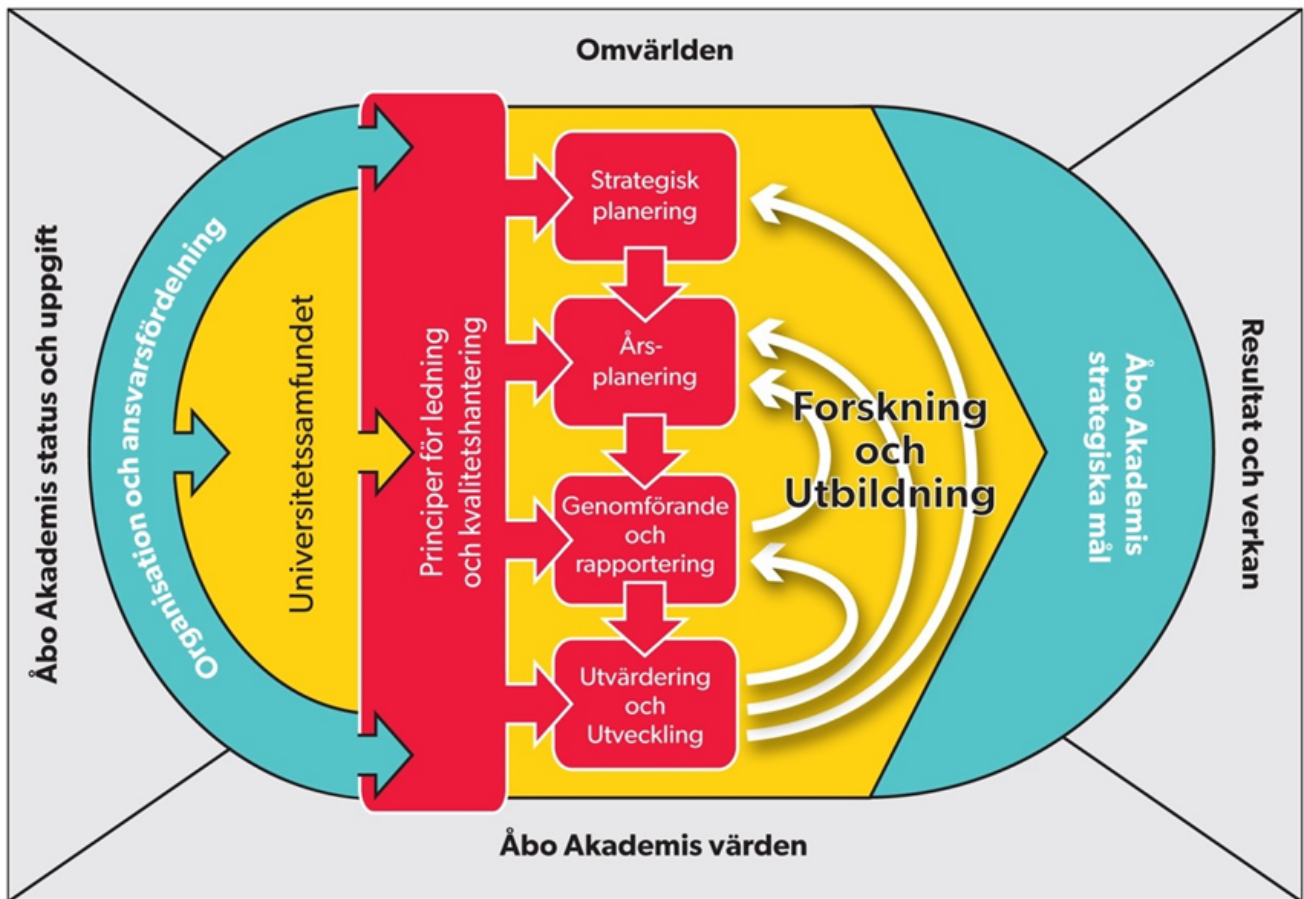 Omvärlden
Åbo Akademis status och uppgift
Organisation och ansvarsfördelning
Universitetssamfundet
Principer för ledning
och kvalitetshantering
Strategisk
planering
Års-
planering
Genomförande
och
rapportering
Utvärdering
och
Utveckling
Forskning
och
Utbildning
Åbo Akademis
strategiska mål
Resultat och verkan
Åbo Akademis värden